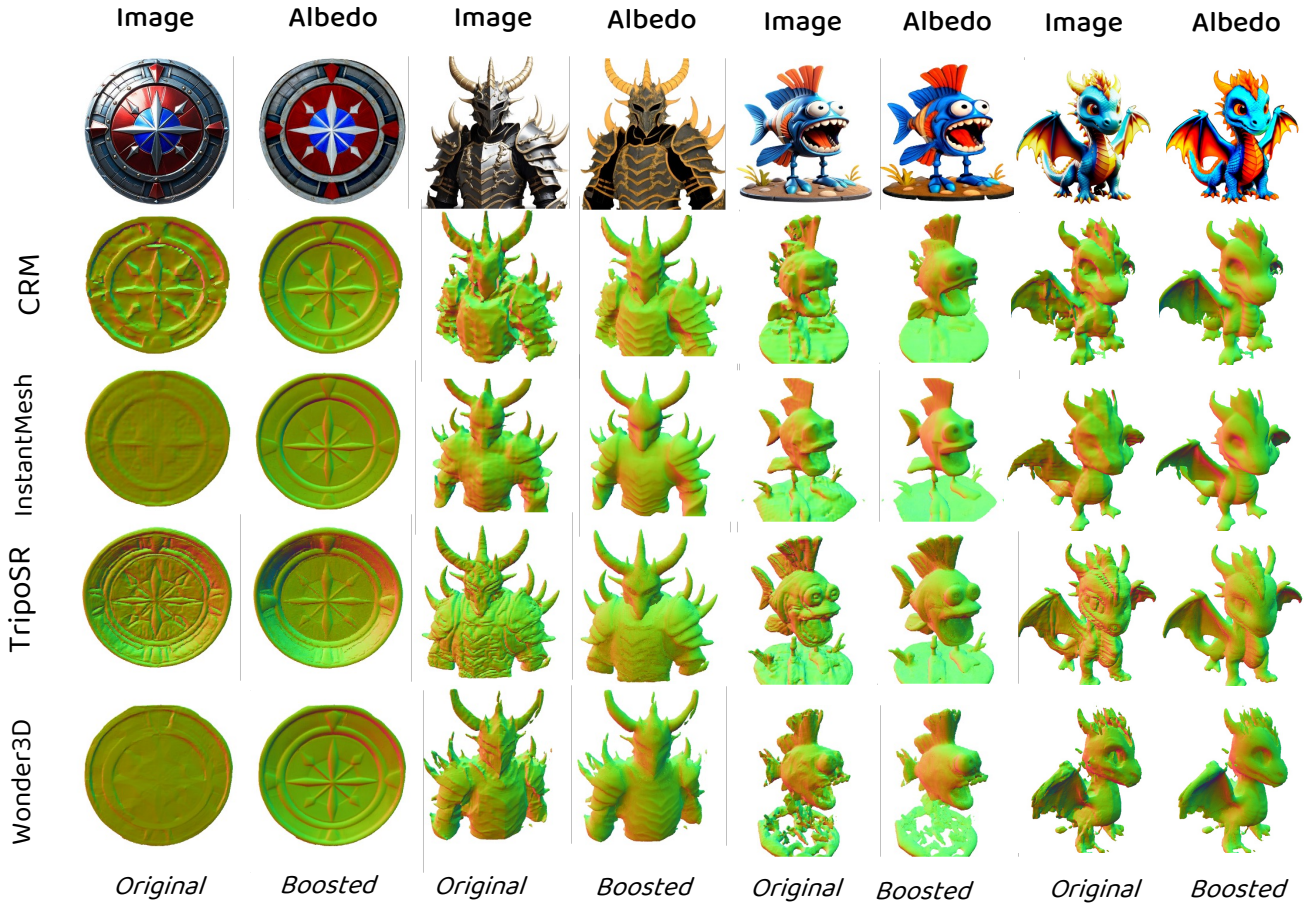 Image Albedo Image Albedo Image Albedo Image Albedo
CRM
InstantMesh
TripoSR
Wonder3D
Original Boosted Original Boosted Original Boosted Original Boosted